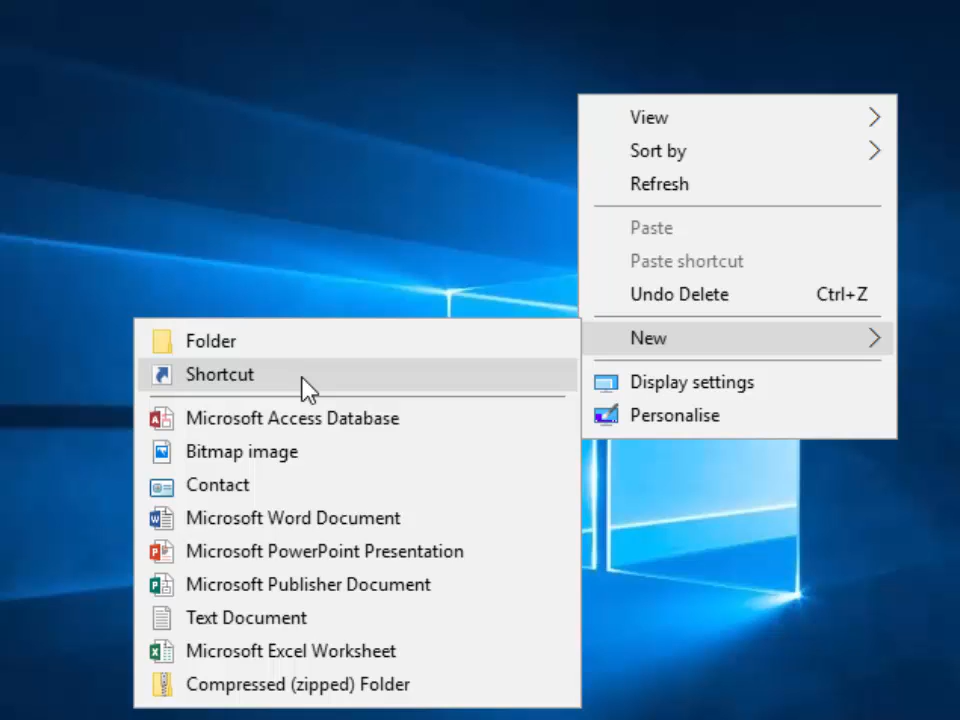 View
Sort by
Refresh
Paste
Paste shortcut
Undo Delete Ctrl+Z
New
Display settings
Personalise
Folder
Shortcut
Microsoft Access Database
Bitmap image
Contact
Microsoft Word Document
Microsoft PowerPoint Presentation
Microsoft Publisher Document
Text Document
Microsoft Excel Worksheet
Compressed (zipped) Folder